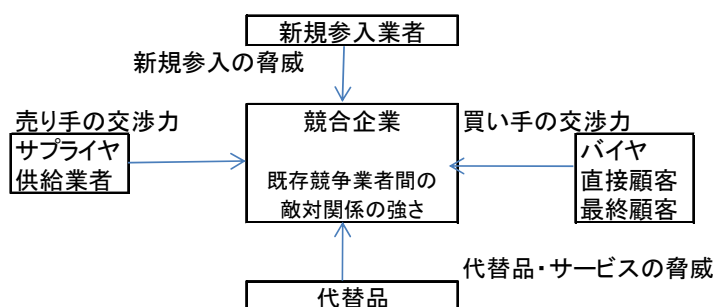 新規参入業者
新規参入の脅威
売り手の交渉力
サプライヤ
供給業者
競合企業
既存競争業者間の
敵対関係の強さ
買い手の交渉力
バイヤ
直接顧客
最終顧客
代替品・サービスの脅威
代替品